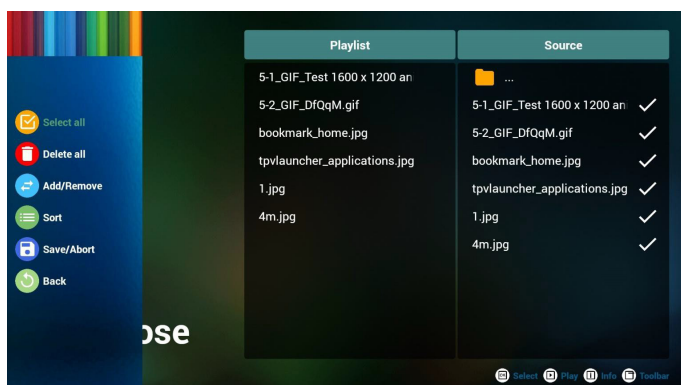 Playlist
Source
5-1_GIF_Test 1600 x 1200 an
5-2_GIF_DfQqM.gif
bookmark_home.jpg
tpvlauncher_applications.jpg
1.jpg
4m.jpg
...
5-1_GIF_Test 1600 x 1200 an
5-2_GIF_DfQqM.gif
bookmark_home.jpg
tpvlauncher_applications.jpg
1.jpg
4m.jpg
Select all
Delete all
Add/Remove
Sort
Save/Abort
Back
ose
Select Play Info Toolbar